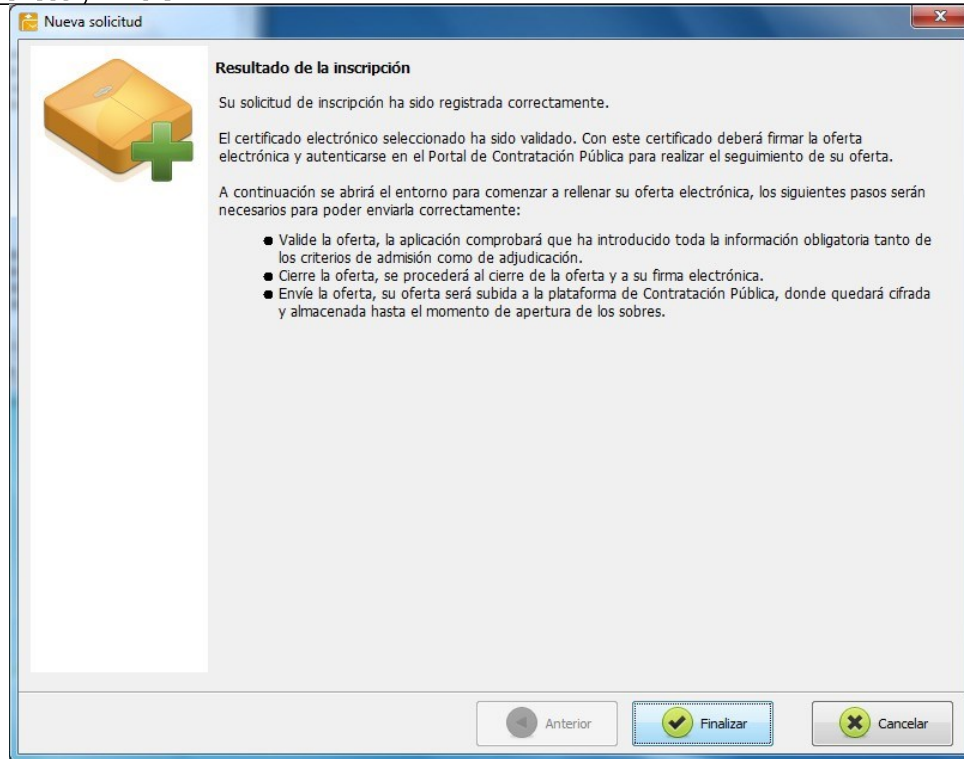 Nueva solicitud
x
Resultado de la inscripción
Su solicitud de inscripción ha sido registrada correctamente.
El certificado electrónico seleccionado ha sido validado. Con este certificado deberá firmar la oferta
electrónica y autenticarse en el Portal de Contratación Pública para realizar el seguimiento de su oferta.
A continuación se abrirá el entorno para comenzar a rellenar su oferta electrónica, los siguientes pasos serán
necesarios para poder enviarla correctamente:
● Valide la oferta, la aplicación comprobará que ha introducido toda la información obligatoria tanto de
los criterios de admisión como de adjudicación.
● Cierre la oferta, se procederá al cierre de la oferta y a su firma electrónica.
● Envíe la oferta, su oferta será subida a la plataforma de Contratación Pública, donde quedará cifrada
y almacenada hasta el momento de apertura de los sobres.
Anterior
Finalizar
Cancelar